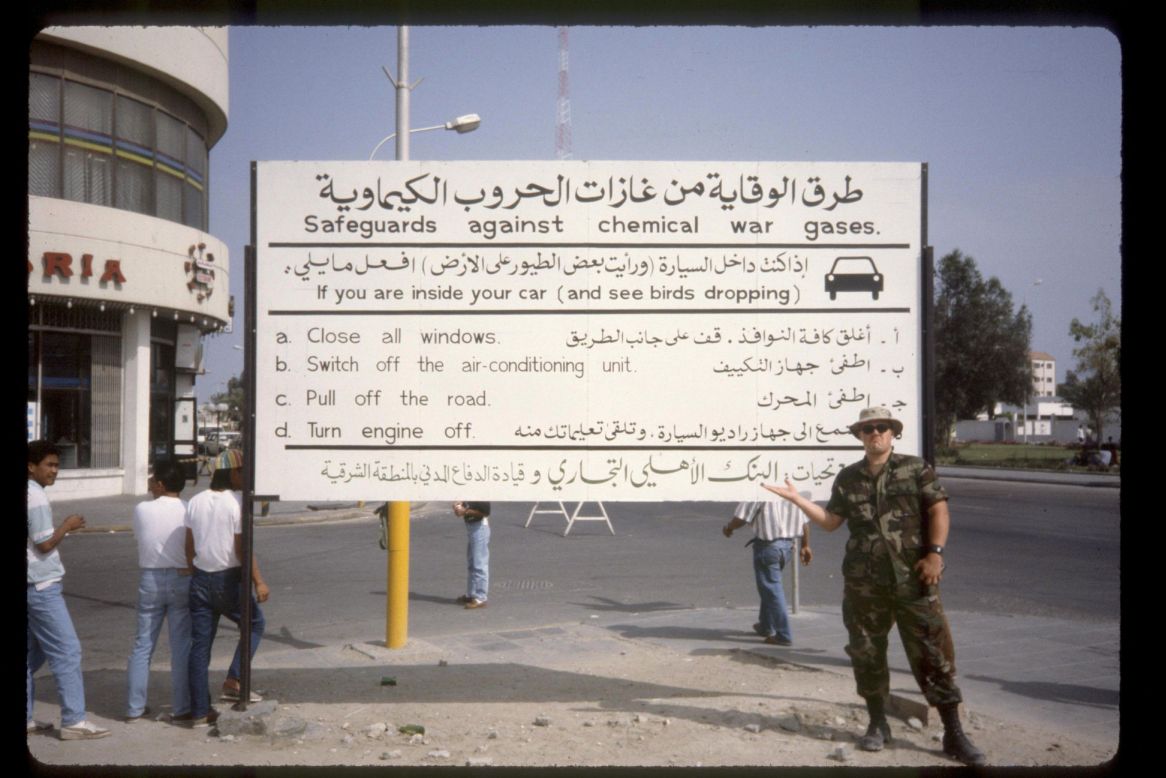 RIA
طرق الوقاية من غازات الحروب الكيماوية
Safeguards against chemical war gases.
إذاكنت داخل السيارة (ورأيت بعض الطيور على الأرض) افعل مايلي:
If you are inside your car (and see birds dropping)
a. Close all windows.
أ - أغلق كافة النوافذ. قف على جانب الطريق
b. Switch off the air-conditioning unit.
ب - اطفئ جهاز التكييف
c. Pull off the road.
ج - اطفئ المحرك
d. Turn engine off.
الى جهاز راديو السيارة، وتلقى تعليماتك منه
تحيات: البنك الأهلي التجاري و قيادة الدفاع المدني بالمنطقة الشرقية